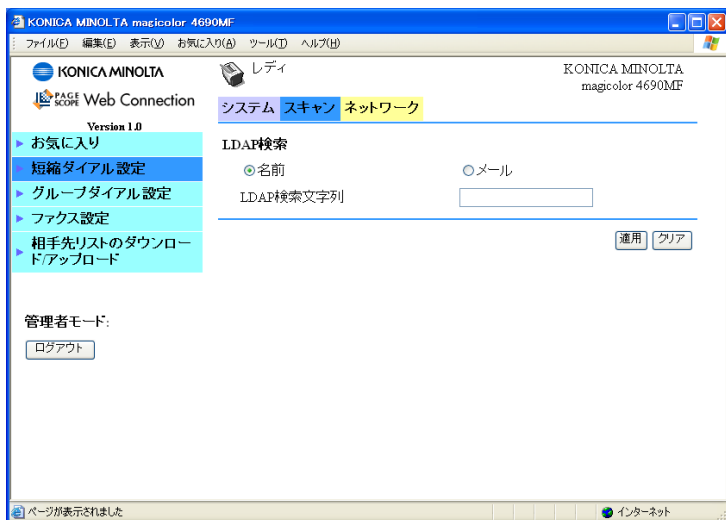 KONICA MINOLTA magicolor 4690MF
ファイル(F) 編集(E) 表示(V) お気に入り(A) ツール(T) ヘルプ(H)
KONICA MINOLTA
レディ
KONICA MINOLTA
magicolor 4690MF
PAGE SCOPE Web Connection
Version 1.0
システム スキャン ネットワーク
お気に入り
短縮ダイアル設定
グループダイアル設定
ファクス設定
相手先リストのダウンロー
ド/アップロード
LDAP検索
名前 メール
LDAP検索文字列
適用 クリア
管理者モード:
ログアウト
ページが表示されました
インターネット